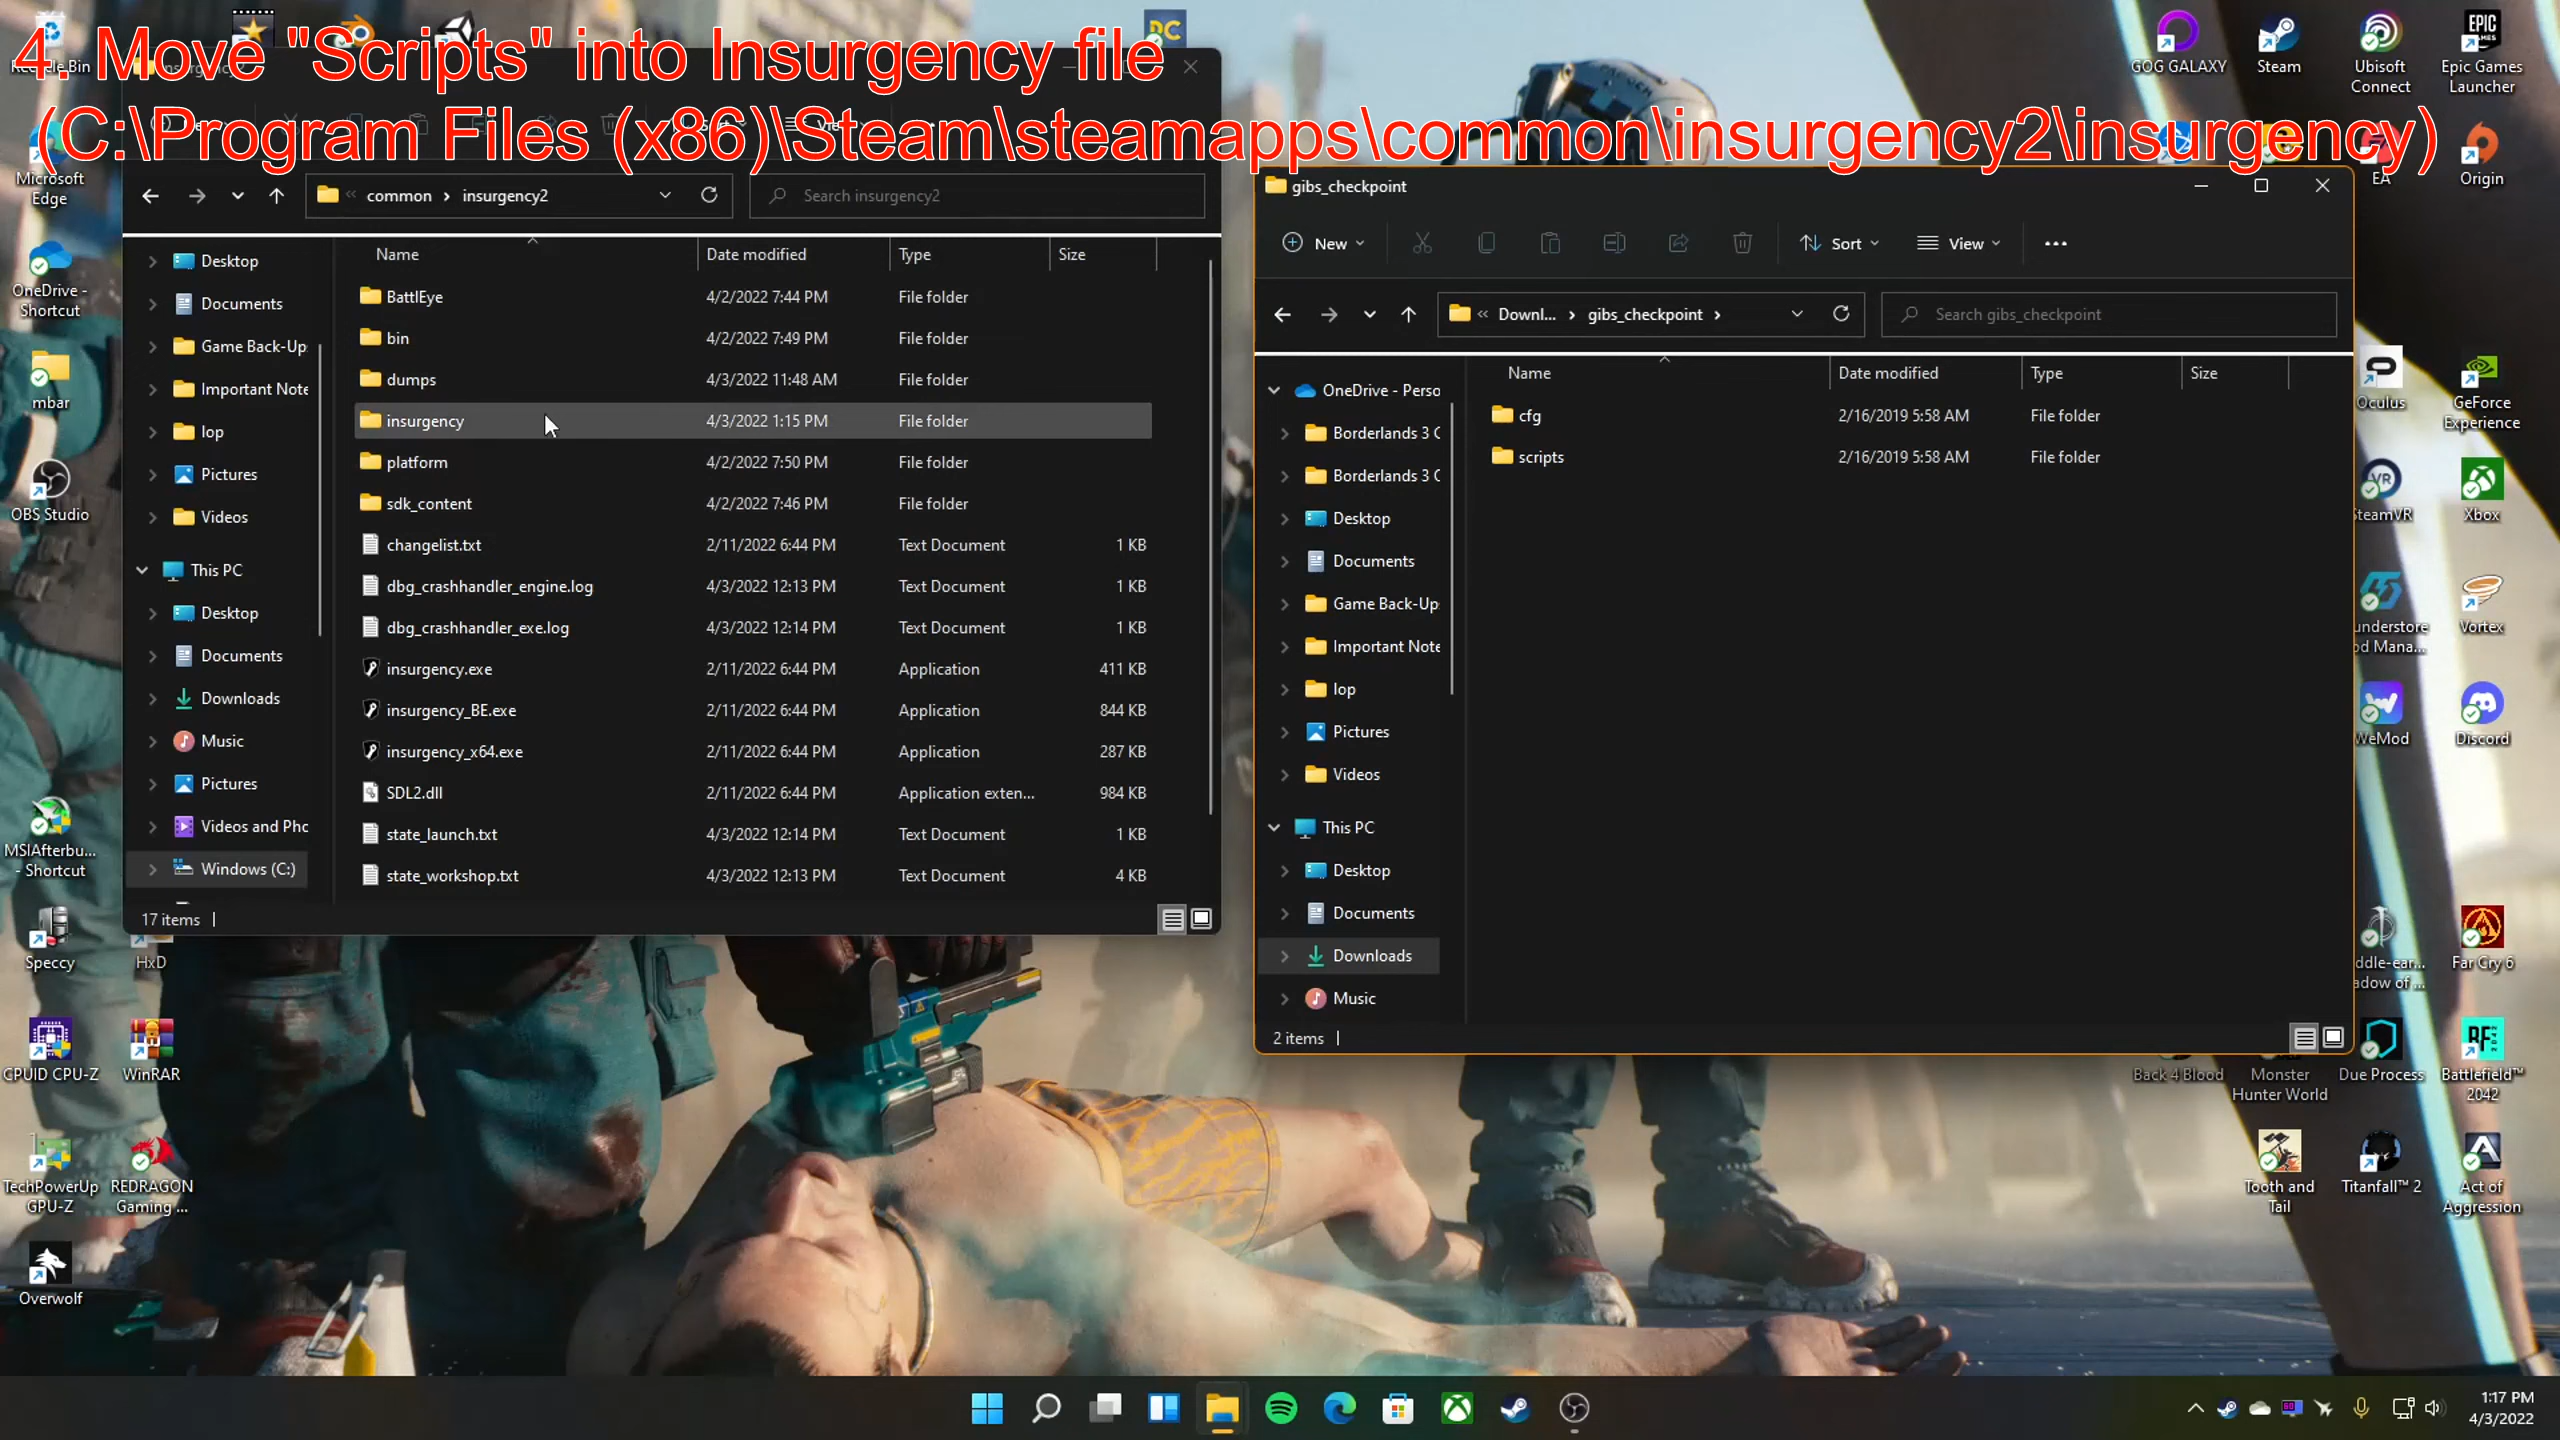 4. Move "Scripts" into Insurgency file
(C:\Program Files (x86)\Steam\steamapps\common\insurgency2\insurgency)
common › insurgency2
Search insurgency2
Name Date modified Type Size
BattlEye 4/2/2022 7:44 PM File folder
bin 4/2/2022 7:49 PM File folder
dumps 4/3/2022 11:48 AM File folder
insurgency 4/3/2022 1:15 PM File folder
platform 4/2/2022 7:50 PM File folder
sdk_content 4/2/2022 7:46 PM File folder
changelist.txt 2/11/2022 6:44 PM Text Document 1 KB
dbg_crashhandler_engine.log 4/3/2022 12:13 PM Text Document 1 KB
dbg_crashhandler_exe.log 4/3/2022 12:14 PM Text Document 1 KB
insurgency.exe 2/11/2022 6:44 PM Application 411 KB
insurgency_BE.exe 2/11/2022 6:44 PM Application 844 KB
insurgency_x64.exe 2/11/2022 6:44 PM Application 287 KB
SDL2.dll 2/11/2022 6:44 PM Application exten... 984 KB
state_launch.txt 4/3/2022 12:14 PM Text Document 1 KB
state_workshop.txt 4/3/2022 12:13 PM Text Document 4 KB
Desktop
Documents
Game Back-Up
Important Note
lop
Pictures
Videos
This PC
Desktop
Documents
Downloads
Music
Pictures
Videos and Phc
Windows (C:)
17 items
gibs_checkpoint
New
Sort
View
Downl... › gibs_checkpoint ›
Search gibs_checkpoint
Name Date modified Type Size
cfg 2/16/2019 5:58 AM File folder
scripts 2/16/2019 5:58 AM File folder
OneDrive - Perso
Borderlands 3 C
Borderlands 3 C
Desktop
Documents
Game Back-Up
Important Note
lop
Pictures
Videos
This PC
Desktop
Documents
Downloads
Music
2 items
Recycle Bin
Microsoft
Edge
OneDrive -
Shortcut
mbar
OBS Studio
MSIAfterbu...
- Shortcut
Speccy
HxD
CPUID CPU-Z
WinRAR
TechPowerUp
GPU-Z
REDRAGON
Gaming ...
Overwolf
GOG GALAXY
Steam
Ubisoft
Connect
Epic Games
Launcher
EA
Origin
Oculus
GeForce
Experience
SteamVR
Xbox
understore
od Mana...
Vortex
WeMod
Discord
ddle-ear...
adow of ...
Far Cry 6
Back 4 Blood
Monster
Hunter World
Due Process
Battlefield™
2042
Tooth and
Tail
Titanfall™ 2
Act of
Aggression
1:17 PM
4/3/2022